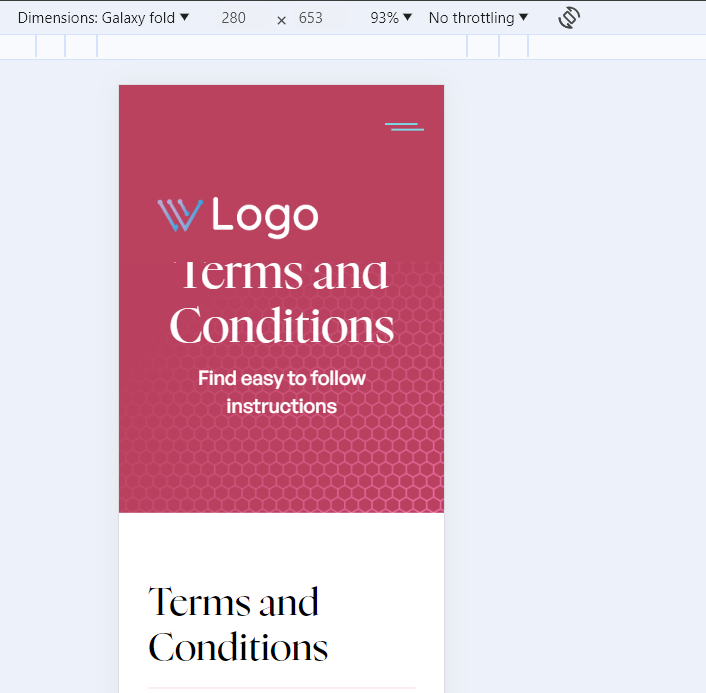 Dimensions: Galaxy fold ▼ 280 × 653 93% ▼ No throttling ▼
Logo
Terms and
Conditions
Find easy to follow
instructions
Terms and
Conditions